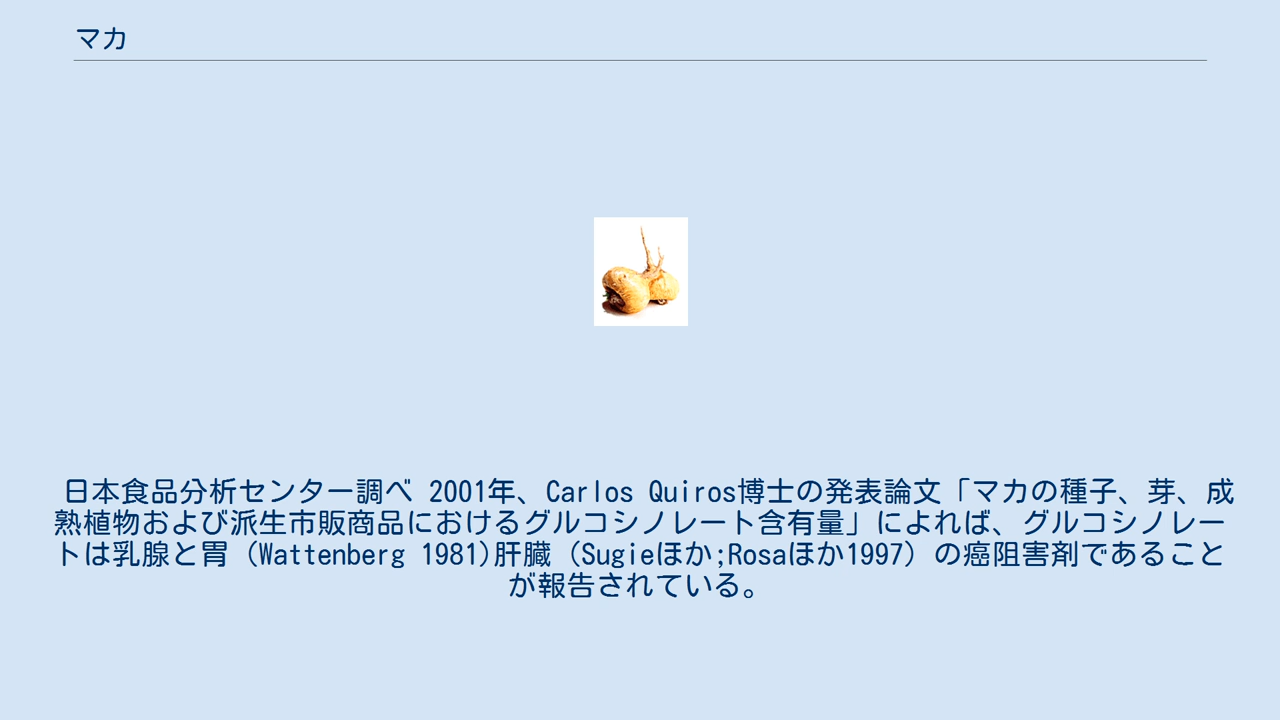 マカ
日本食品分析センター調べ 2001年、Carlos Quiros博士の発表論文「マカの種子、芽、成
熟植物および派生市販商品におけるグルコシノレート含有量」によれば、グルコシノレー
トは乳腺と胃（Wattenberg 1981)肝臓（Sugieほか;Rosaほか1997）の癌阻害剤であること
が報告されている。